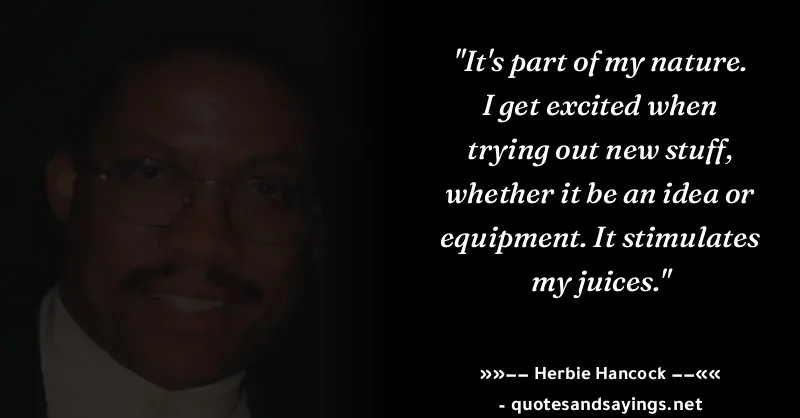 "It's part of my nature.
I get excited when
trying out new stuff,
whether it be an idea or
equipment. It stimulates
my juices."
»»−− Herbie Hancock −−««
- quotesandsayings.net